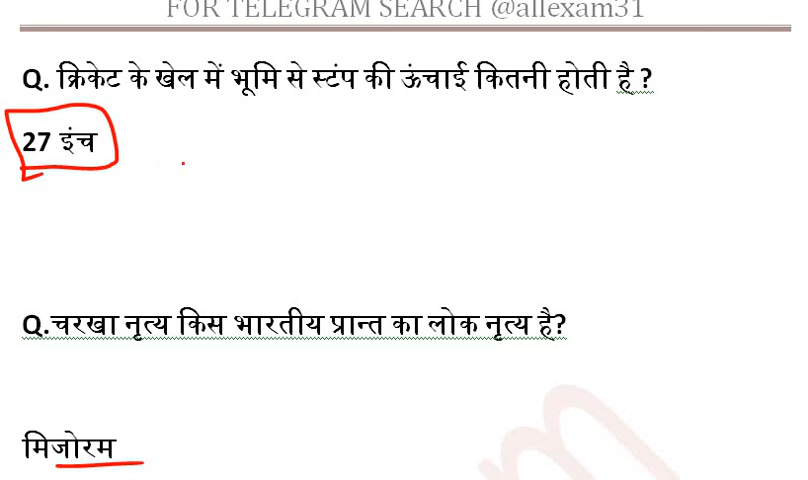 FOR TELEGRAM SEARCH @allexam31
Q. क्रिकेट के खेल में भूमि से स्टंप की ऊंचाई कितनी होती है ?
27 इंच
Q.चरखा नृत्य किस भारतीय प्रान्त का लोक नृत्य है?
मिजोरम